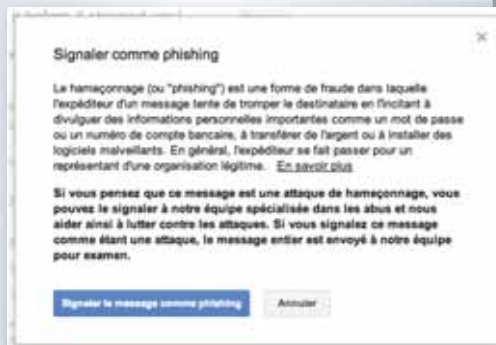 Signaler comme phishing
Le hameçonnage (ou "phishing") est une forme de fraude dans laquelle
l'expéditeur d'un message tente de tromper le destinataire en l'incitant à
divulguer des informations personnelles importantes comme un mot de passe
ou un numéro de compte bancaire, à transférer de l'argent ou à installer des
logiciels malveillants. En général, l'expéditeur se fait passer pour un
représentant d'une organisation légitime. En savoir plus
Si vous pensez que ce message est une attaque de hameçonnage, vous
pouvez le signaler à notre équipe spécialisée dans les abus et nous
aider ainsi à lutter contre les attaques. Si vous signalez ce message
comme étant une attaque, le message entier est envoyé à notre équipe
pour examen.
Signaler le message comme phishing Annuler